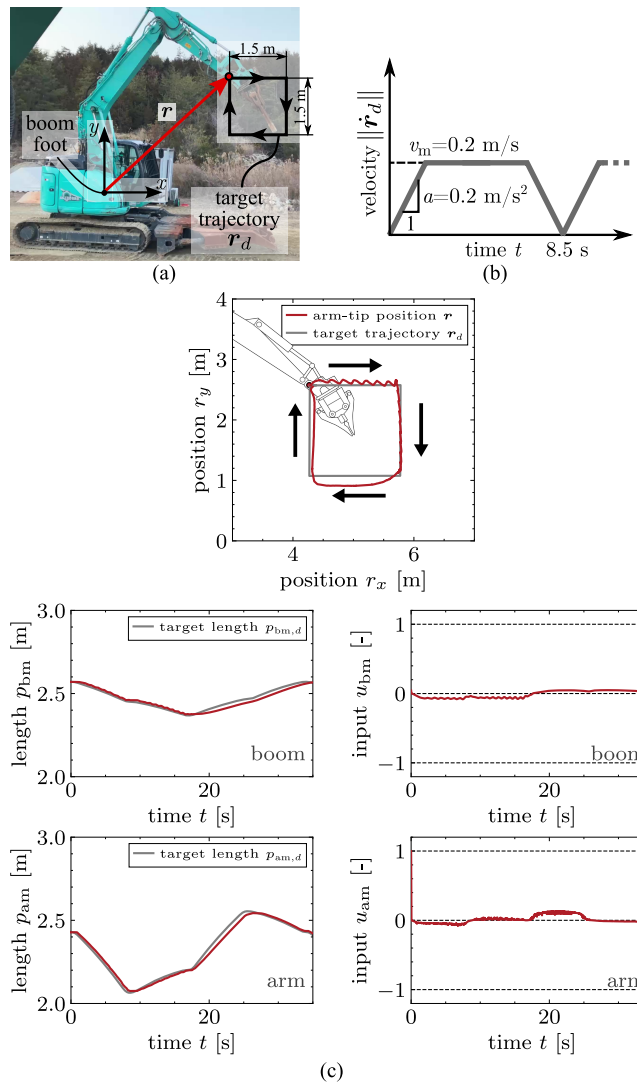 1.5 m
1.5 m
r
boom
foot
y
x
target
trajectory
r_d
(a)
velocity ||ṙ_d||
v_m=0.2 m/s
a=0.2 m/s²
1
time t
8.5 s
(b)
arm-tip position r
target trajectory r_d
position r_y [m]
4
3
2
1
0
4
6
position r_x [m]
length p_bm [m]
3.0
2.5
2.0
target length p_bm,d
boom
0
20
time t [s]
input u_bm [-]
1
0
−1
boom
0
20
time t [s]
length p_am [m]
3.0
2.5
2.0
target length p_am,d
arm
0
20
time t [s]
input u_am [-]
1
0
−1
arm
0
20
time t [s]
(c)